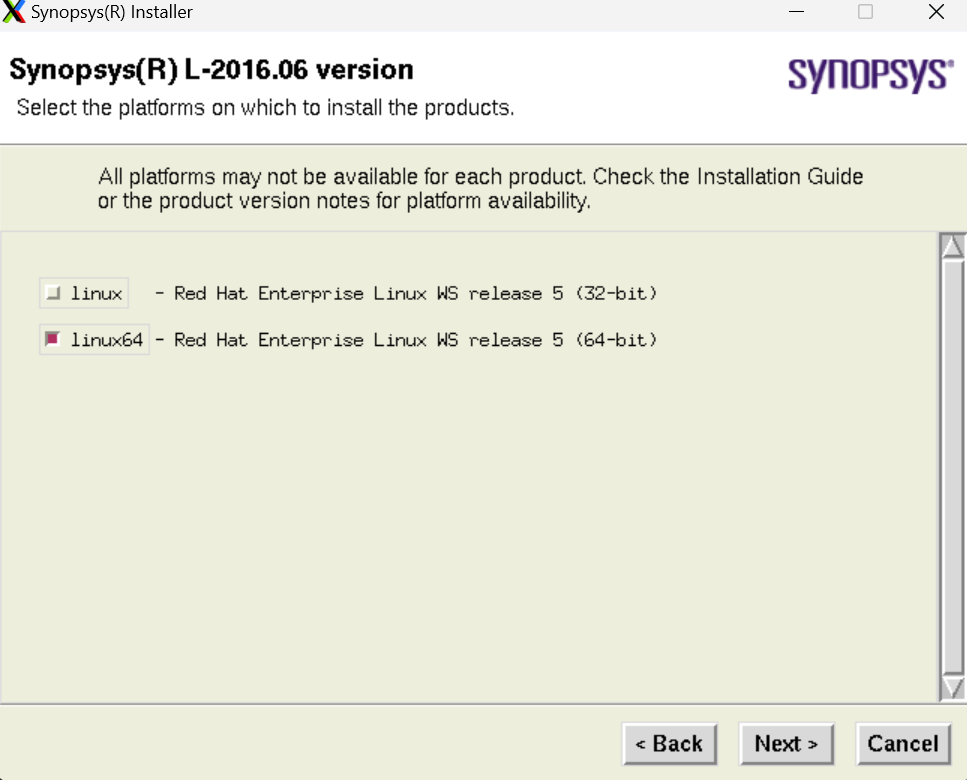 Synopsys(R) Installer
Synopsys(R) L-2016.06 version
SYNOPSYS®
Select the platforms on which to install the products.
All platforms may not be available for each product. Check the Installation Guide
or the product version notes for platform availability.
linux - Red Hat Enterprise Linux WS release 5 (32-bit)
linux64 - Red Hat Enterprise Linux WS release 5 (64-bit)
< Back Next > Cancel